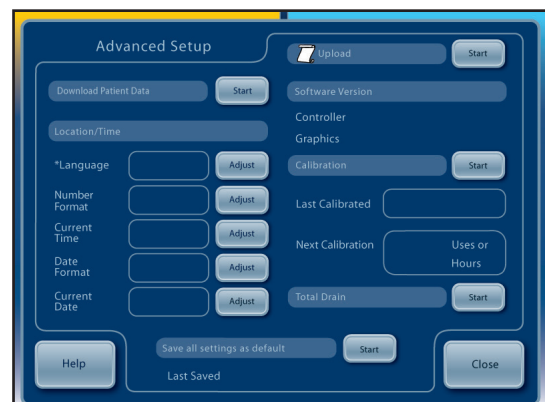 Advanced Setup
Upload
Start
Download Patient Data
Start
Software Version
Controller
Graphics
Location/Time
*Language
Adjust
Calibration
Start
Number
Format
Adjust
Last Calibrated
Current
Time
Adjust
Next Calibration
Uses or
Hours
Date
Format
Adjust
Current
Date
Adjust
Total Drain
Start
Save all settings as default
Start
Last Saved
Help
Close